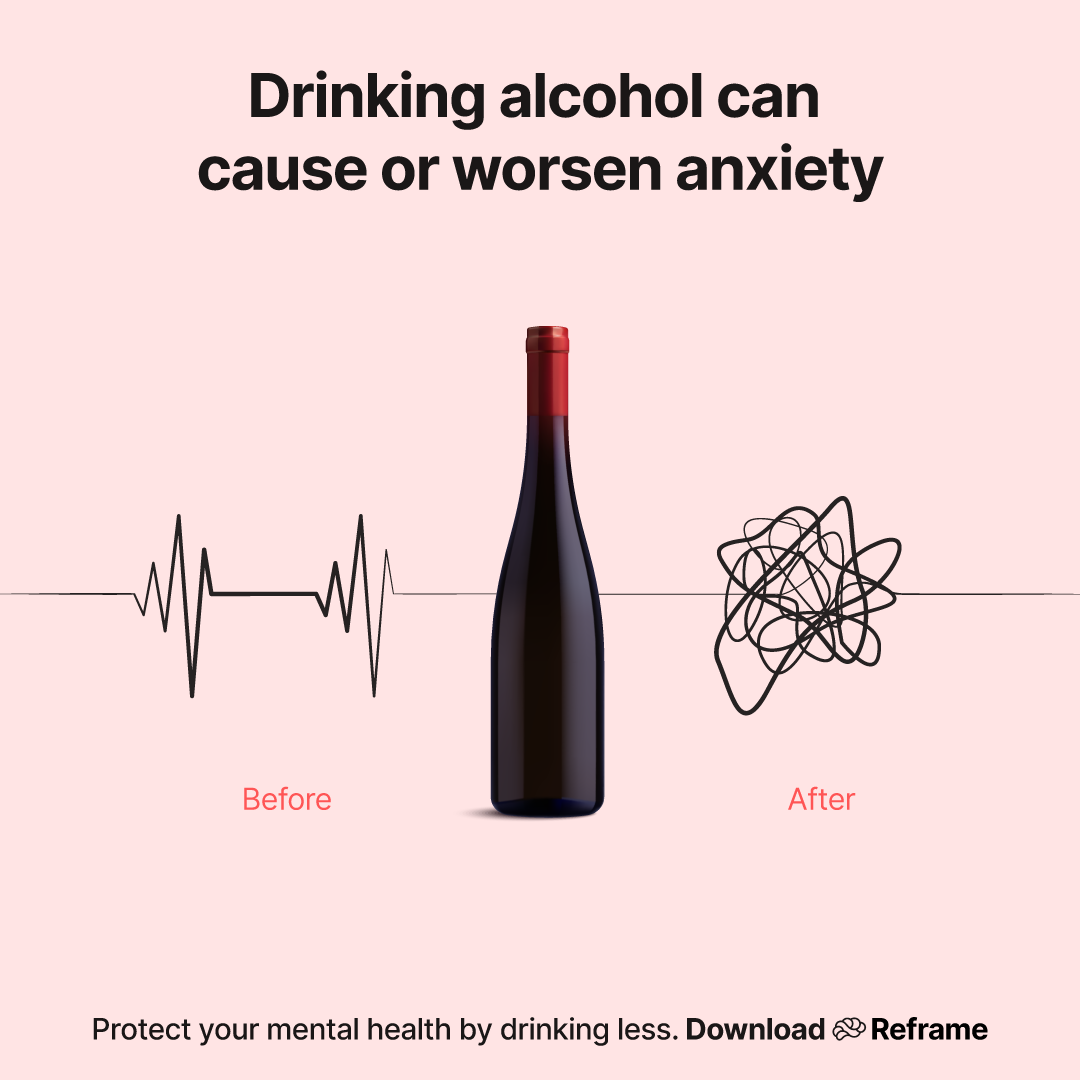 Drinking alcohol can
cause or worsen anxiety
Before
After
Protect your mental health by drinking less. Download Reframe